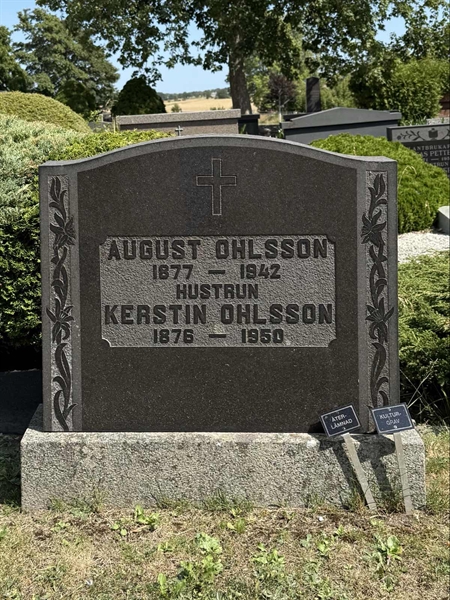 AUGUST OHLSSON
1877 — 1942
HUSTRUN
KERSTIN OHLSSON
1876 — 1950
ÅTER-
LÄMNAD
KULTUR-
GRAV